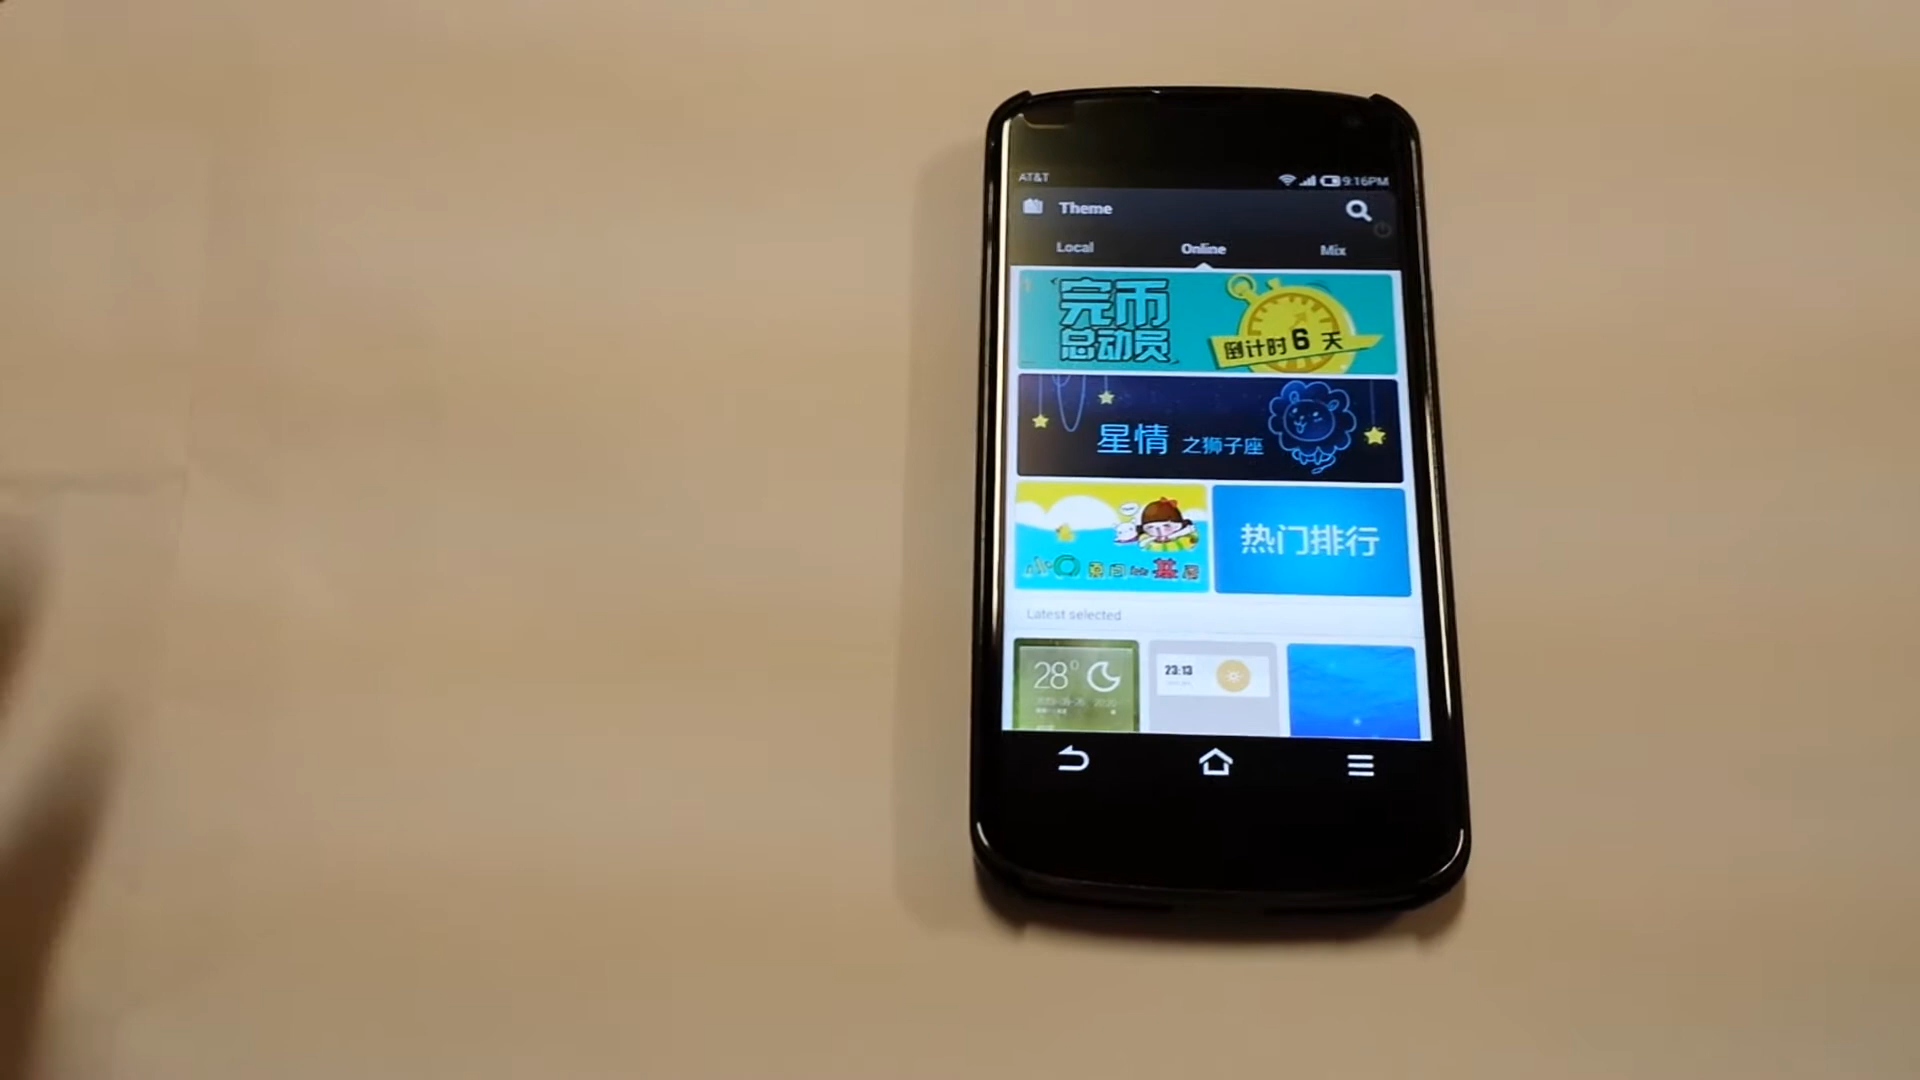 AT&T 9:16PM
Theme
Local Online Mix
完币
总动员
倒计时 6 天
星情 之狮子座
热门排行
Latest selected
28°
23:13